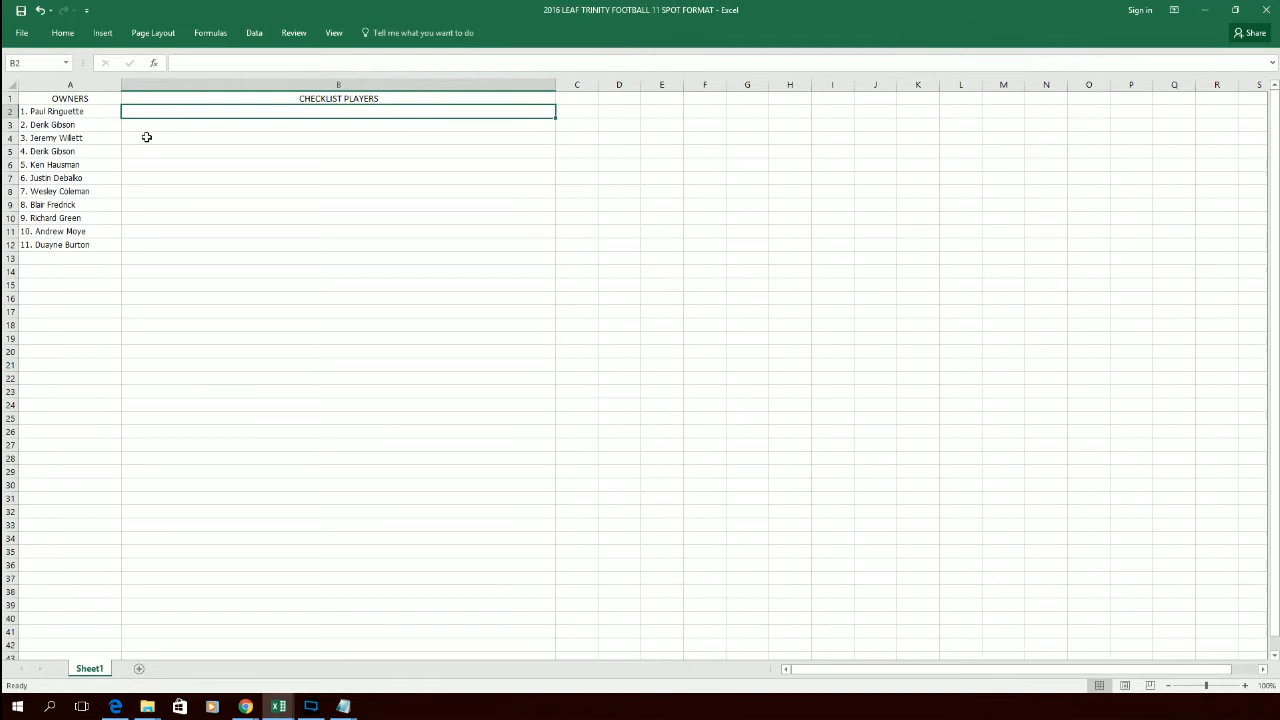 2016 LEAF TRINITY FOOTBALL 11 SPOT FORMAT - Excel
Sign in
File Home Insert Page Layout Formulas Data Review View Tell me what you want to do
Share
B2
fx
A B C D E F G H I J K L M N O P Q R S
1 OWNERS CHECKLIST PLAYERS
2 1. Paul Ringuette
3 2. Derik Gibson
4 3. Jeremy Wilett
5 4. Derik Gibson
6 5. Ken Hausman
7 6. Justin Debalko
8 7. Wesley Coleman
9 8. Blair Fredrick
10 9. Richard Green
11 10. Andrew Moye
12 11. Duayne Burton
13
14
15
16
17
18
19
20
21
22
23
24
25
26
27
28
29
30
31
32
33
34
35
36
37
38
39
40
41
42
43
Sheet1
Ready
100%